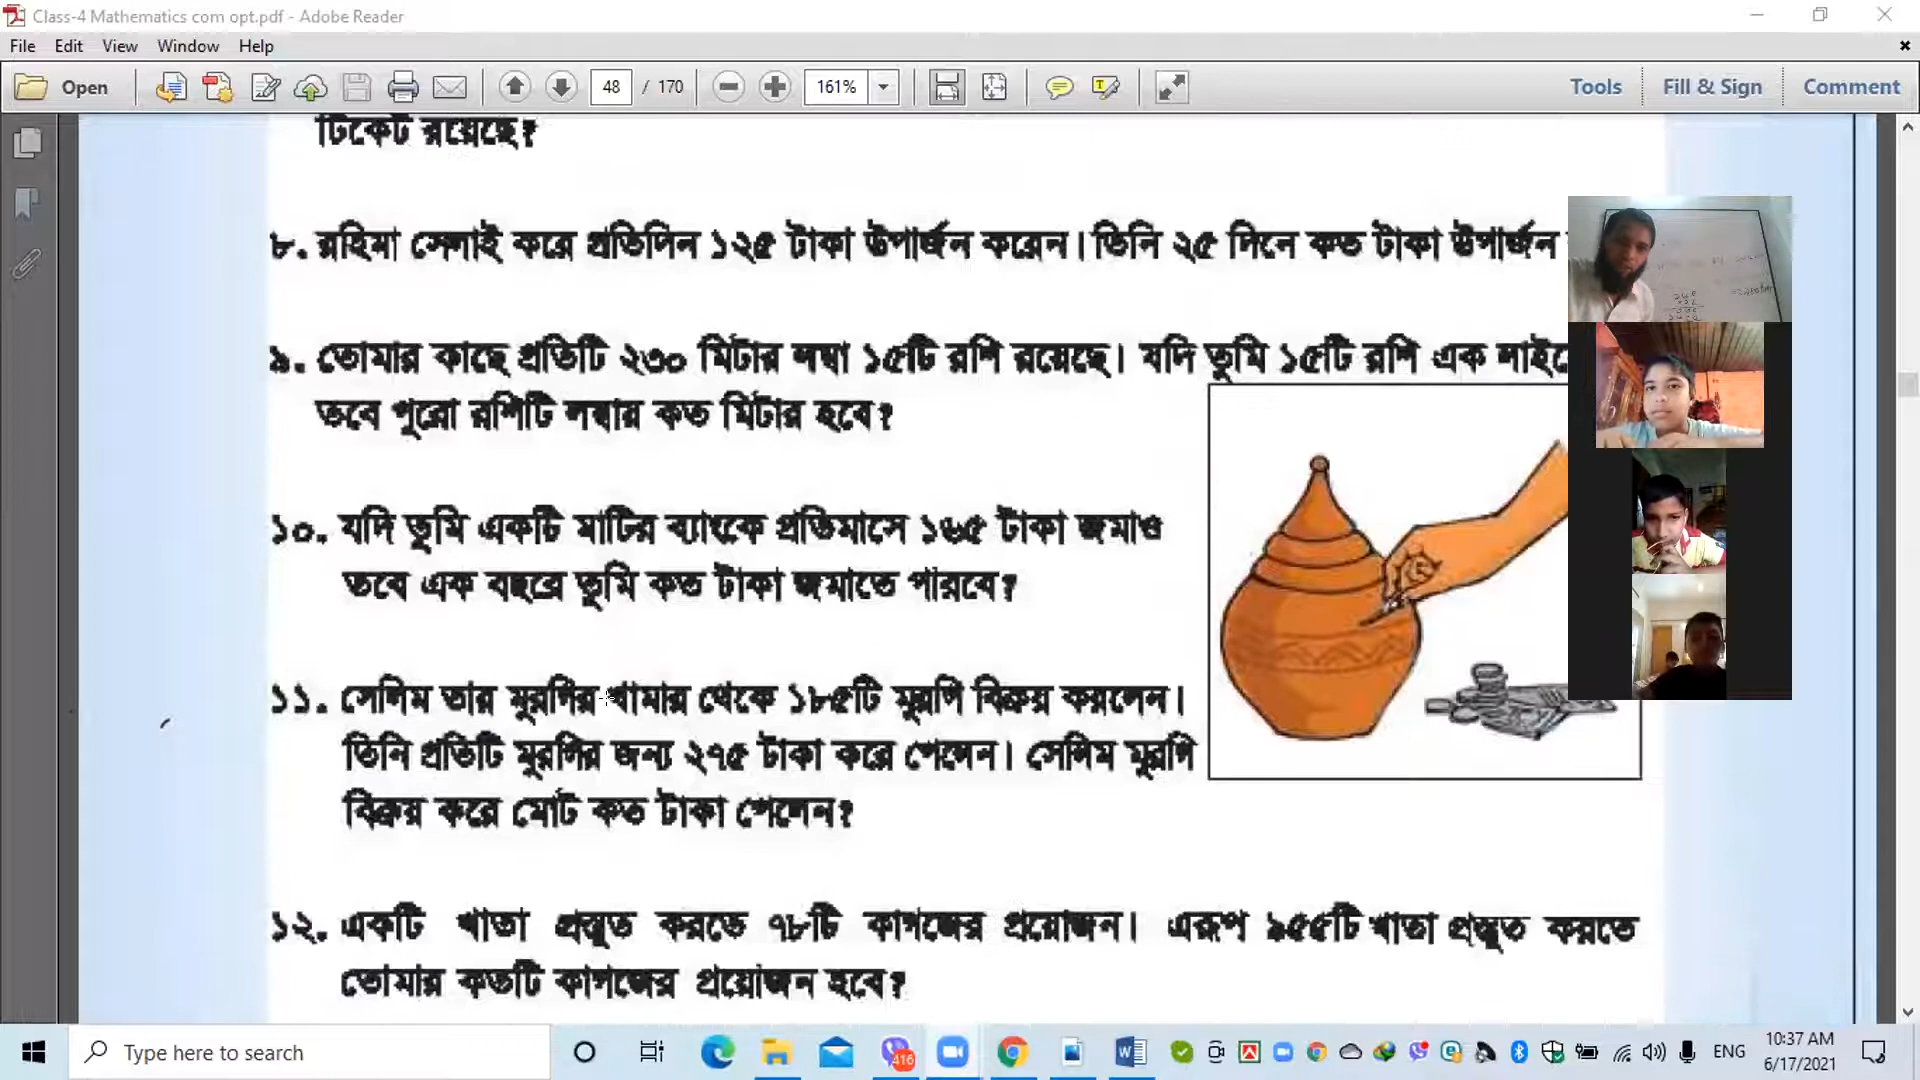 Class-4 Mathematics com opt.pdf - Adobe Reader
File Edit View Window Help
Open 48 / 170 161% Tools Fill & Sign Comment
টিকেট রয়েছে?
৮. রহিমা সেলাই করে প্রতিদিন ১২৫ টাকা উপার্জন করেন। তিনি ২৫ দিনে কত টাকা উপার্জন
৯. তোমার কাছে প্রতিটি ২৩০ মিটার লম্বা ১৫টি রশি রয়েছে। যদি তুমি ১৫টি রশি এক লাইে
তবে পুরো রশিটি লম্বায় কত মিটার হবে?
১০. যদি তুমি একটি মাটির ব্যাংকে প্রতিমাসে ১৬৫ টাকা জমাও
তবে এক বছরে তুমি কত টাকা জমাতে পারবে?
১১. সেলিম তার মুরগির খামার থেকে ১৮৫টি মুরগি বিক্রয় করলেন।
তিনি প্রতিটি মুরগির জন্য ২৭৫ টাকা করে পেলেন। সেলিম মুরগি
বিক্রয় করে মোট কত টাকা পেলেন?
১২. একটি খাতা প্রস্তুত করতে ৭৮টি কাগজের প্রয়োজন। এরূপ ৯৫৫টি খাতা প্রস্তুত করতে
তোমার কতটি কাগজের প্রয়োজন হবে?
Type here to search
416
ENG
10:37 AM
6/17/2021